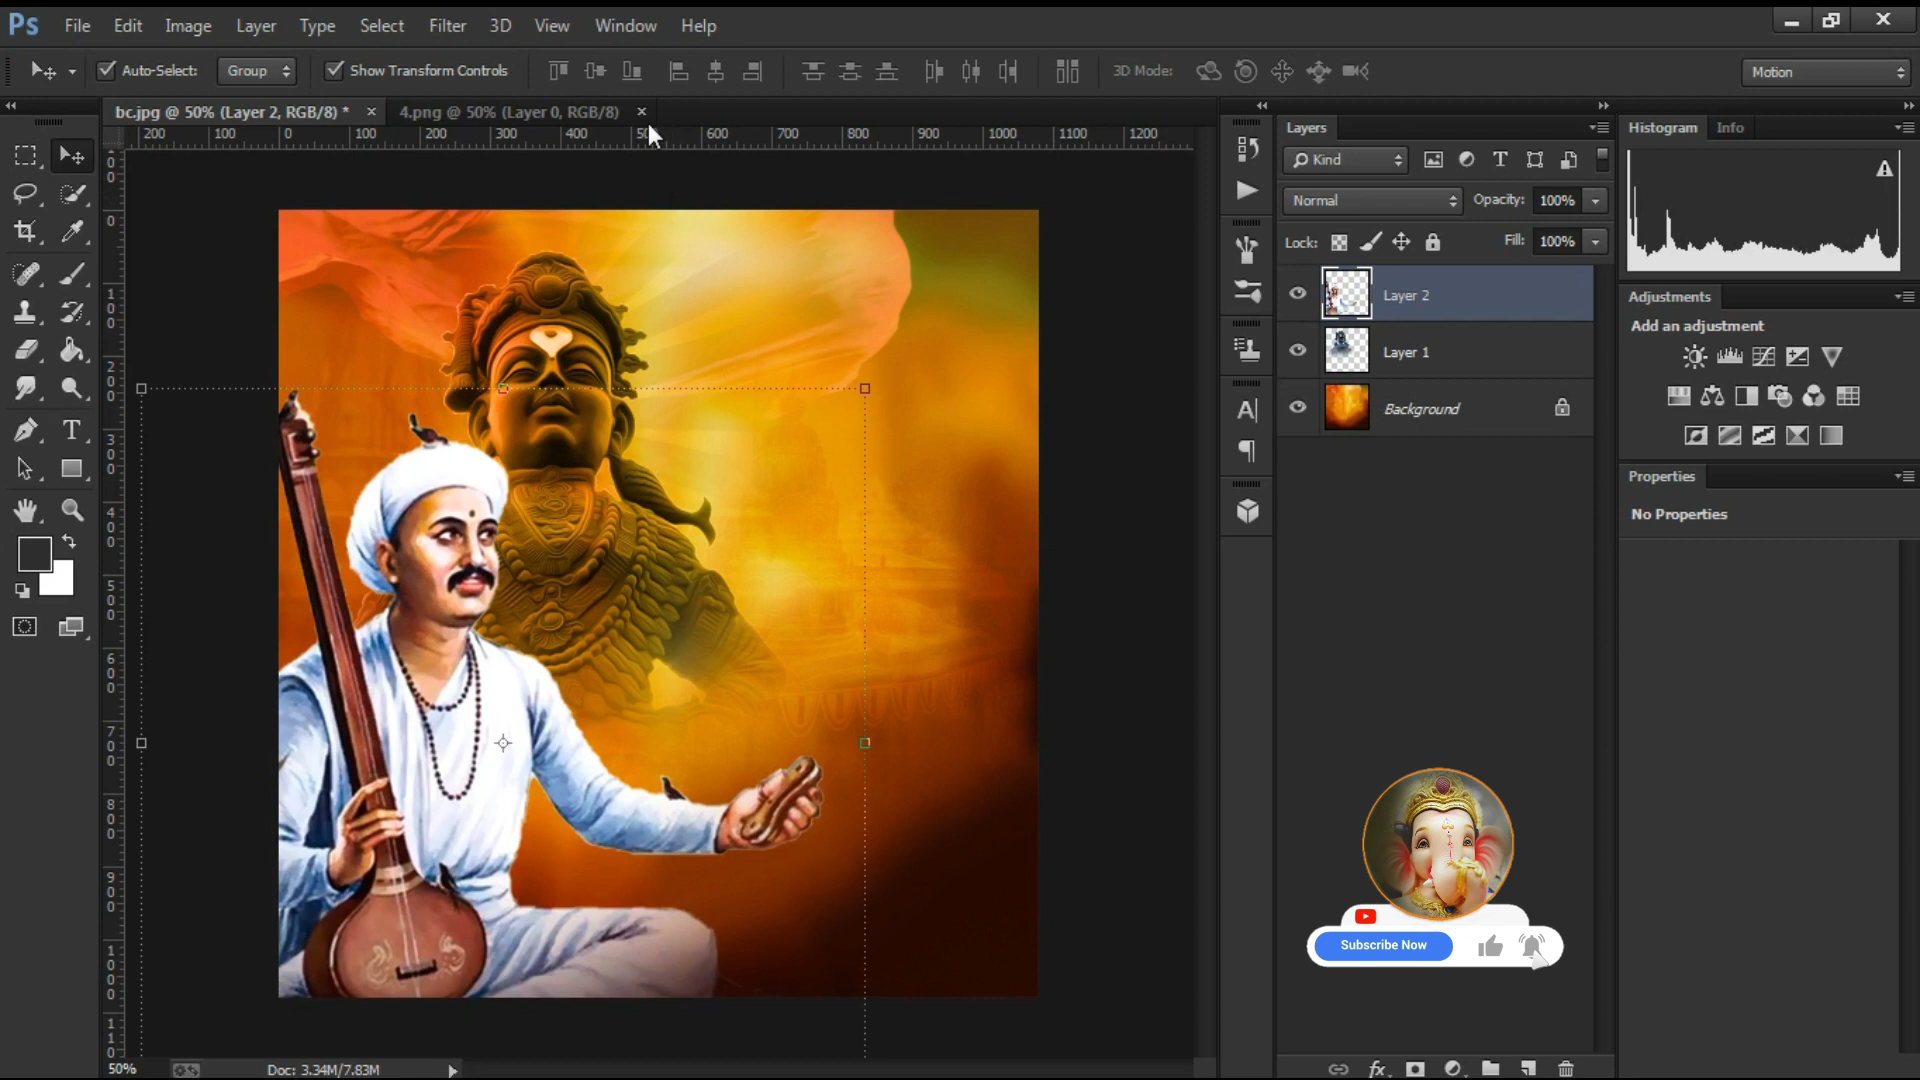 Ps File Edit Image Layer Type Select Filter 3D View Window Help
Auto-Select: Group Show Transform Controls 3D Mode: Motion
bc.jpg @ 50% (Layer 2, RGB/8) * × 4.png @ 50% (Layer 0, RGB/8) ×
200 100 0 100 200 300 400 500 600 700 800 900 1000 1100 1200
Layers
Kind
Normal Opacity: 100%
Lock: Fill: 100%
Layer 2
Layer 1
Background
Histogram Info
Adjustments
Add an adjustment
Properties
No Properties
Subscribe Now
50% Doc: 3.34M/7.83M